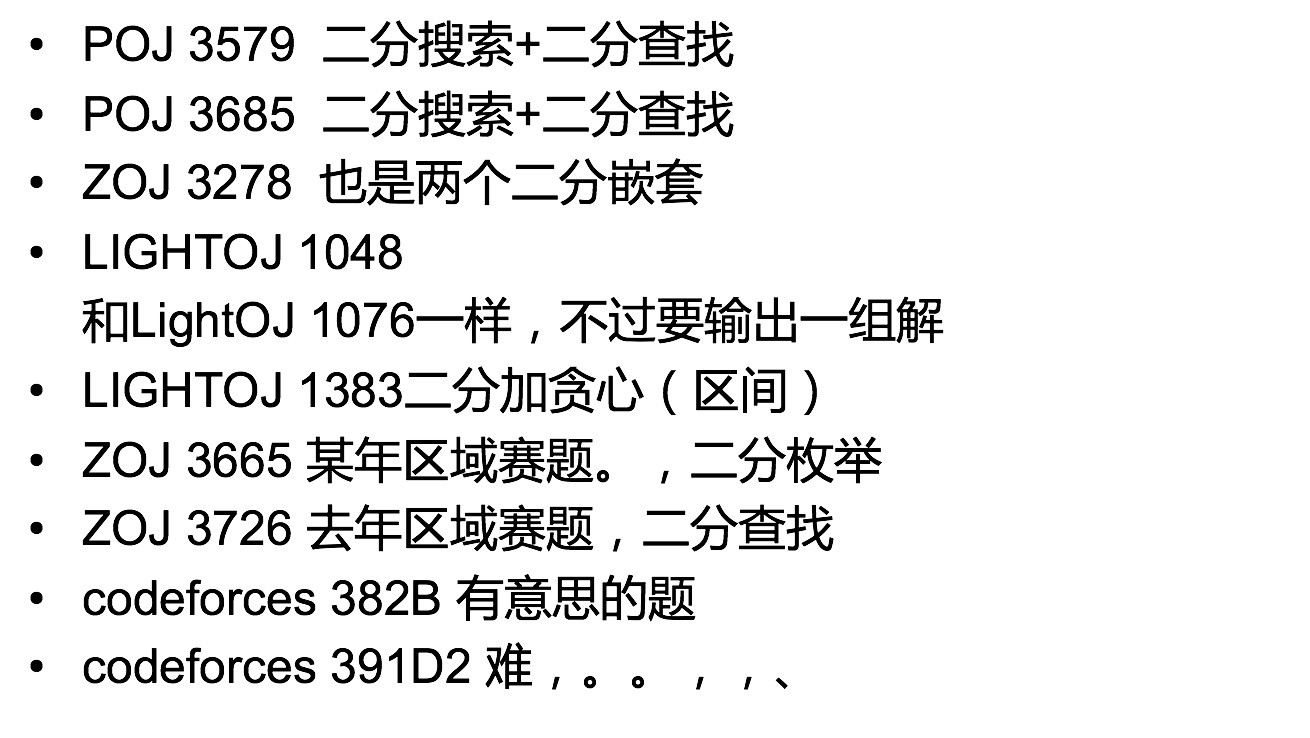 • POJ 3579  二分搜索+二分查找
• POJ 3685  二分搜索+二分查找
• ZOJ 3278  也是两个二分嵌套
• LIGHTOJ 1048
和LightOJ 1076一样，不过要输出一组解
• LIGHTOJ 1383二分加贪心（区间）
• ZOJ 3665 某年区域赛题。，二分枚举
• ZOJ 3726 去年区域赛题，二分查找
• codeforces 382B 有意思的题
• codeforces 391D2 难，。。，，、